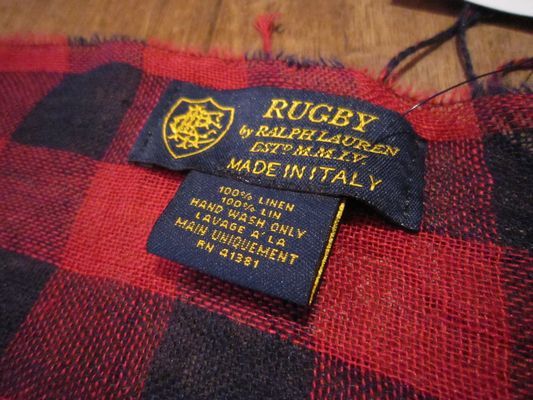 RUGBY
by RALPH LAUREN
ESTD M.M.IV.
MADE IN ITALY
100% LINEN
100% LIN
HAND WASH ONLY
LAVAGE A' LA
MAIN UNIQUEMENT
RN 41381